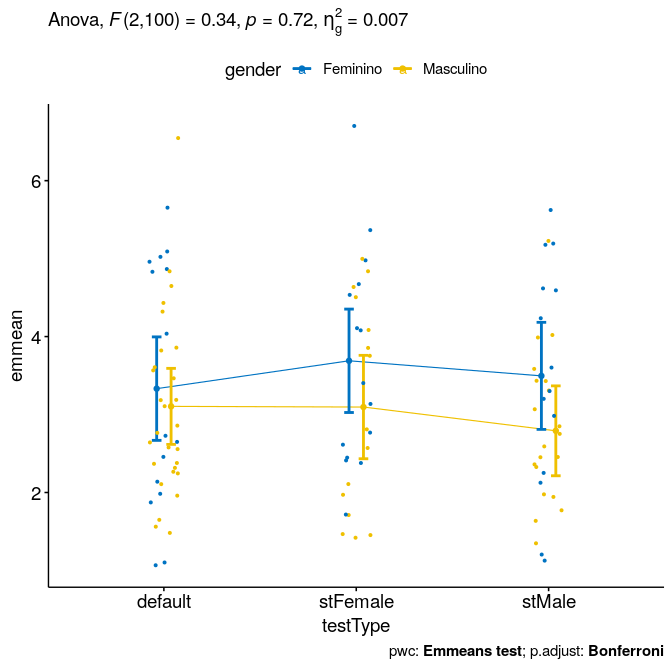 Anova, F(2,100) = 0.34, p = 0.72, η²g = 0.007
gender a Feminino a Masculino
6
4
2
emmean
default stFemale stMale
testType
pwc: Emmeans test; p.adjust: Bonferroni